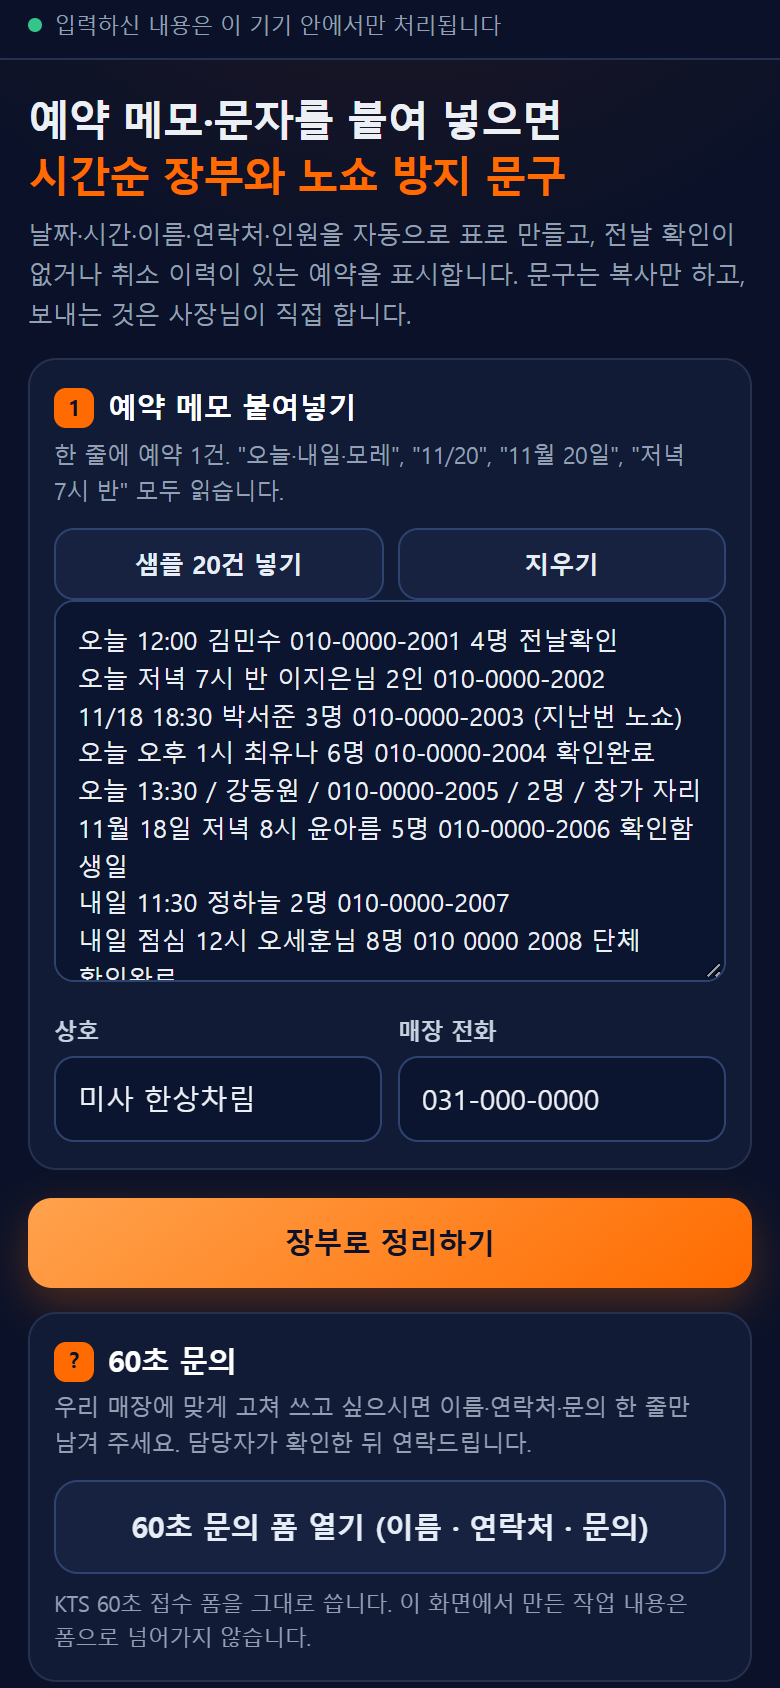 입력하신 내용은 이 기기 안에서만 처리됩니다
예약 메모·문자를 붙여 넣으면
시간순 장부와 노쇼 방지 문구
날짜·시간·이름·연락처·인원을 자동으로 표로 만들고, 전날 확인이
없거나 취소 이력이 있는 예약을 표시합니다. 문구는 복사만 하고,
보내는 것은 사장님이 직접 합니다.
1 예약 메모 붙여넣기
한 줄에 예약 1건. "오늘·내일·모레", "11/20", "11월 20일", "저녁
7시 반" 모두 읽습니다.
샘플 20건 넣기 지우기
오늘 12:00 김민수 010-0000-2001 4명 전날확인
오늘 저녁 7시 반 이지은님 2인 010-0000-2002
11/18 18:30 박서준 3명 010-0000-2003 (지난번 노쇼)
오늘 오후 1시 최유나 6명 010-0000-2004 확인완료
오늘 13:30 / 강동원 / 010-0000-2005 / 2명 / 창가 자리
11월 18일 저녁 8시 윤아름 5명 010-0000-2006 확인함
생일
내일 11:30 정하늘 2명 010-0000-2007
내일 점심 12시 오세훈님 8명 010 0000 2008 단체
확인완료
상호 매장 전화
미사 한상차림 031-000-0000
장부로 정리하기
? 60초 문의
우리 매장에 맞게 고쳐 쓰고 싶으시면 이름·연락처·문의 한 줄만
남겨 주세요. 담당자가 확인한 뒤 연락드립니다.
60초 문의 폼 열기 (이름 · 연락처 · 문의)
KTS 60초 접수 폼을 그대로 씁니다. 이 화면에서 만든 작업 내용은
폼으로 넘어가지 않습니다.